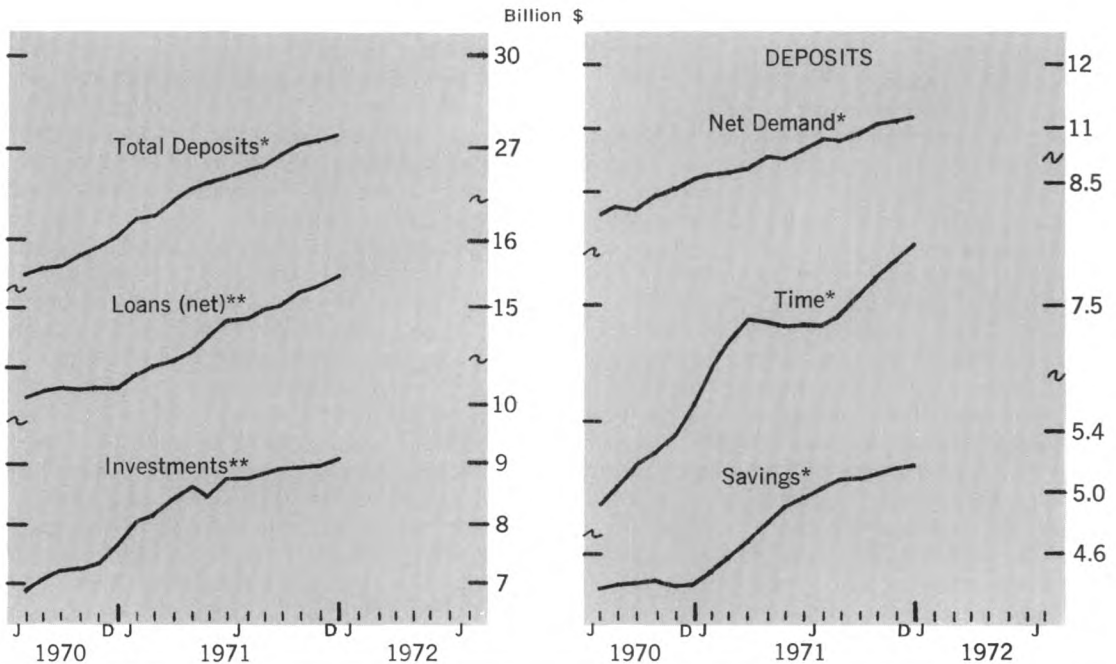 Billion $
30
Total Deposits*
27
16
Loans (net)**
15
10
Investments**
9
8
7
J D J J D J J
1970 1971 1972
DEPOSITS
12
Net Demand*
11
8.5
Time*
7.5
5.4
Savings*
5.0
4.6
J D J J D J J
1970 1971 1972